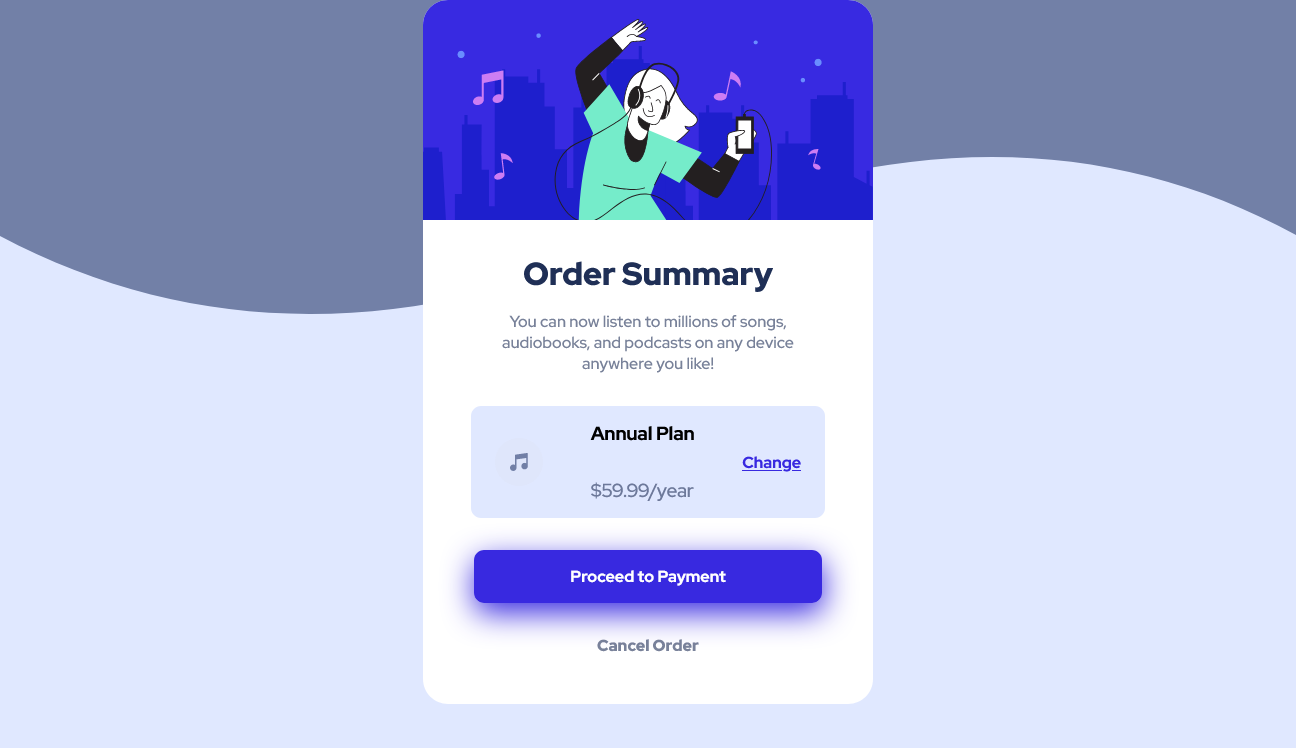 Order Summary
You can now listen to millions of songs,
audiobooks, and podcasts on any device
anywhere you like!
Annual Plan
Change
$59.99/year
Proceed to Payment
Cancel Order